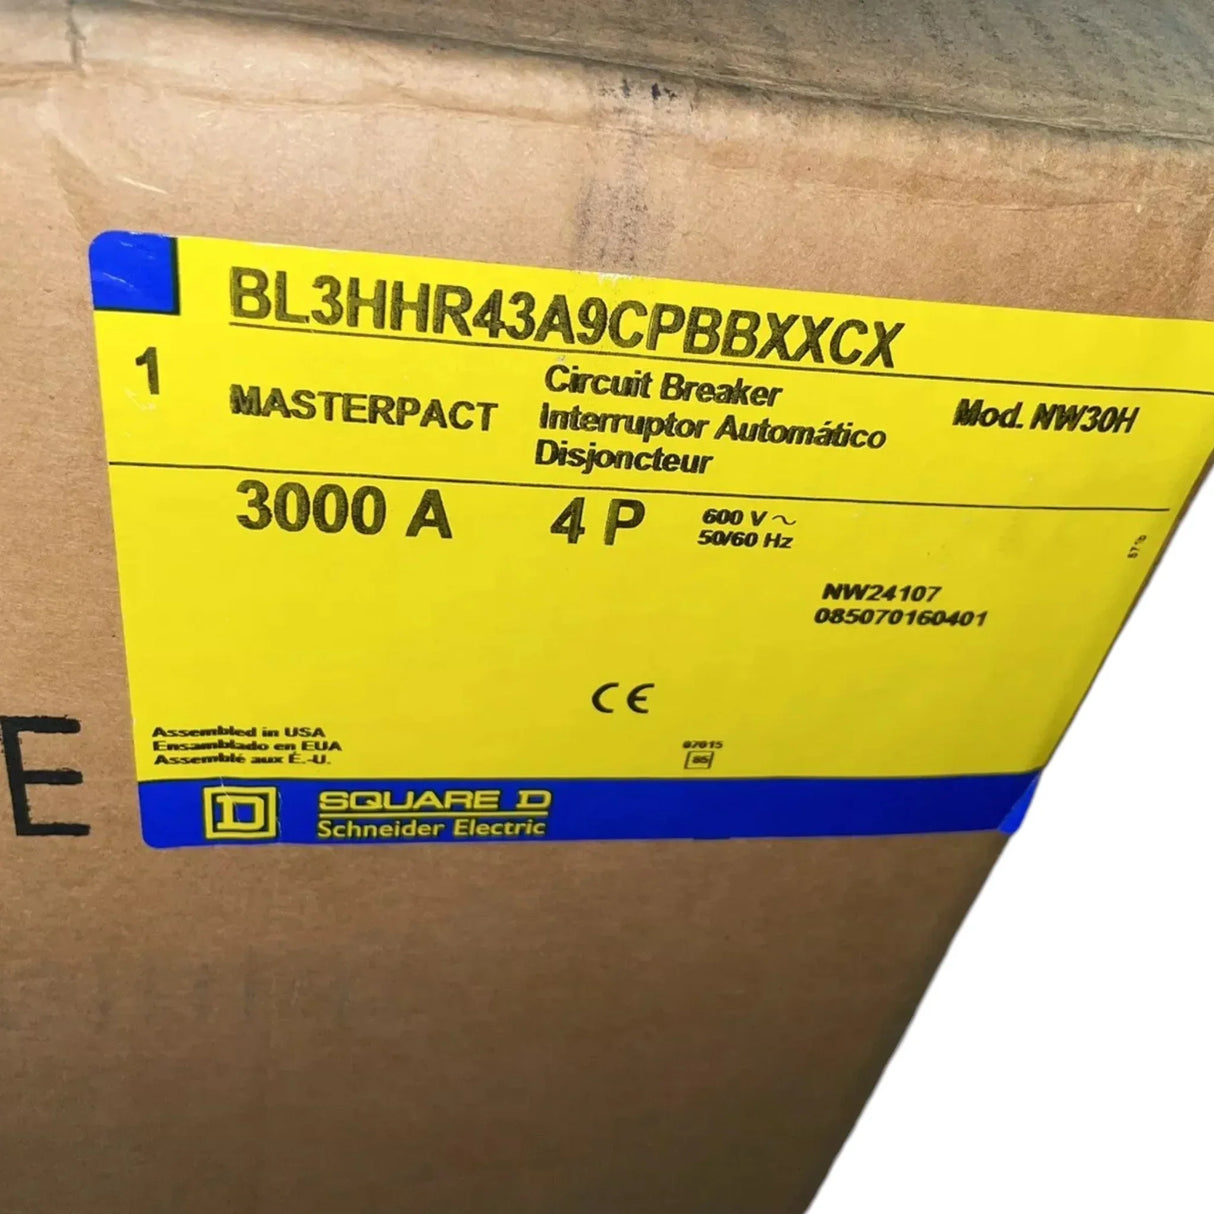 BL3HHR43A9CPBBXXCX
1
MASTERPACT
Circuit Breaker
Interruptor Automático
Disjoncteur
Mod. NW30H
3000 A
4 P
600 V ~
50/60 Hz
NW24107
085070160401
CE
E
Assembled in USA
Ensamblado en EUA
Assemblé aux É.-U.
07015
85
D
SQUARE D
Schneider Electric